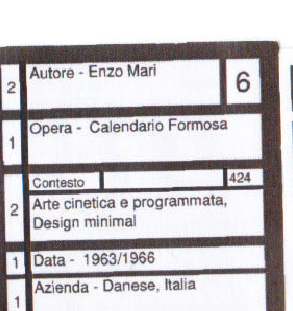 2 Autore - Enzo Mari 6
1 Opera - Calendario Formosa
Contesto 424
2 Arte cinetica e programmata,
Design minimal
1 Data - 1963/1966
1 Azienda - Danese, Italia